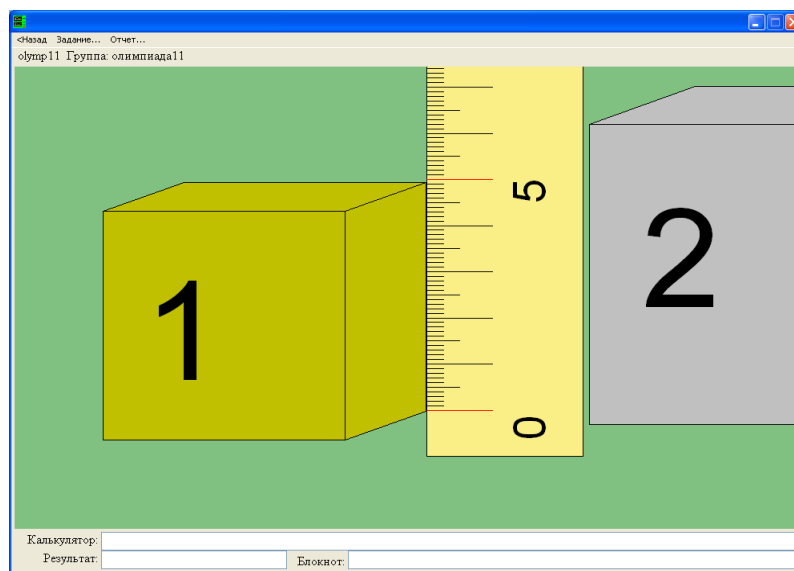 <Назад Задание... Отчет...
olymp11 Группа: олимпиада11
1
5
0
2
Калькулятор:
Результат: Блокнот: